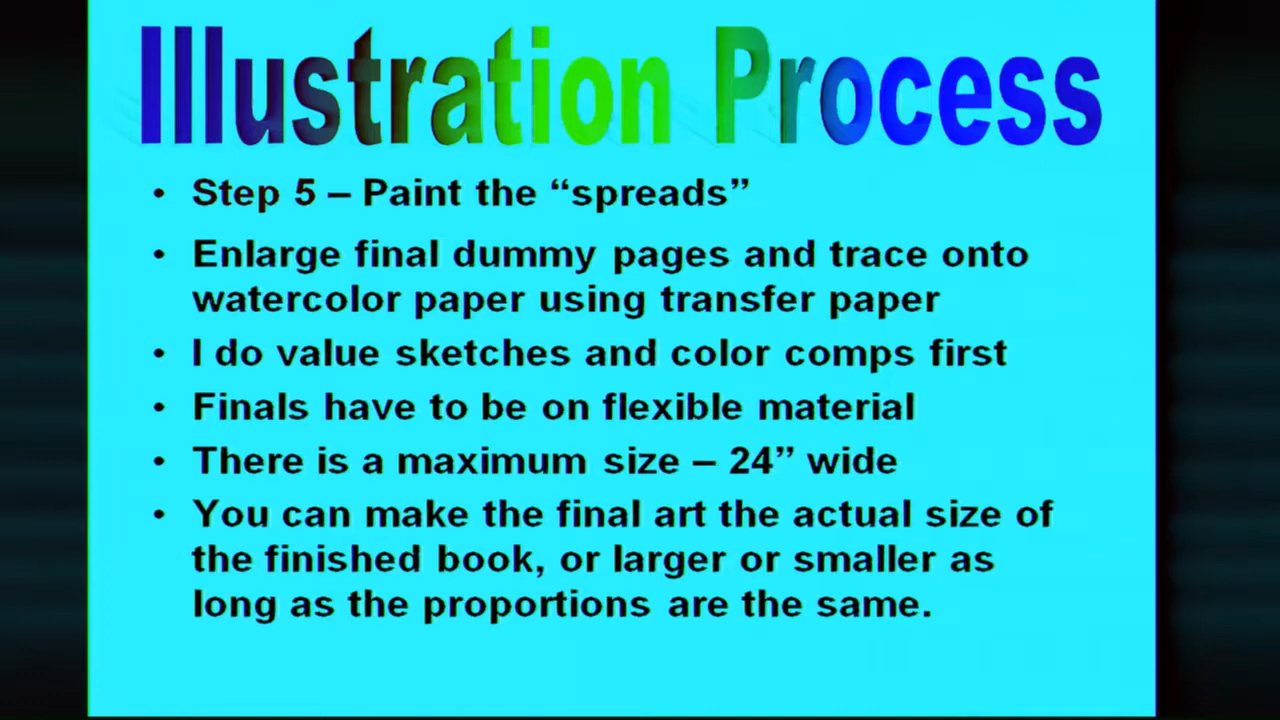 Illustration Process
• Step 5 – Paint the “spreads”
• Enlarge final dummy pages and trace onto
watercolor paper using transfer paper
• I do value sketches and color comps first
• Finals have to be on flexible material
• There is a maximum size – 24” wide
• You can make the final art the actual size of
the finished book, or larger or smaller as
long as the proportions are the same.